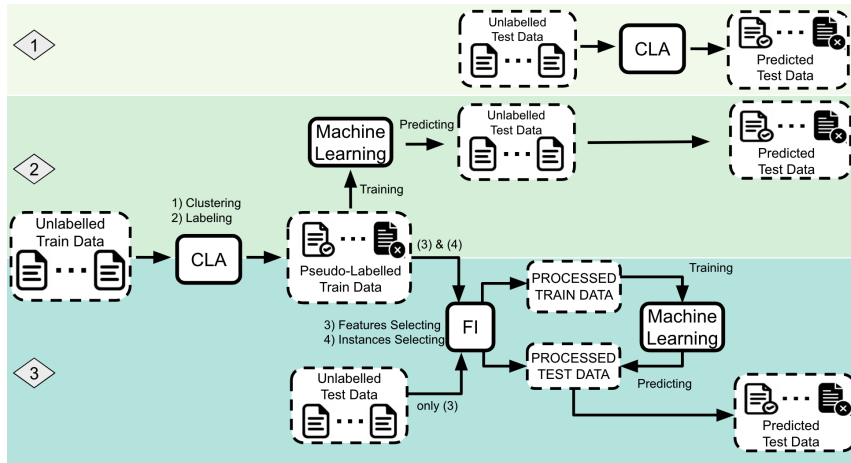 1
Unlabelled
Test Data
CLA
Predicted
Test Data
2
Machine
Learning
Predicting
Unlabelled
Test Data
Predicted
Test Data
Training
1) Clustering
2) Labeling
Unlabelled
Train Data
CLA
Pseudo-Labelled
Train Data
(3) & (4)
3
3) Features Selecting
4) Instances Selecting
FI
PROCESSED
TRAIN DATA
Training
Machine
Learning
PROCESSED
TEST DATA
Predicting
Unlabelled
Test Data
only (3)
Predicted
Test Data